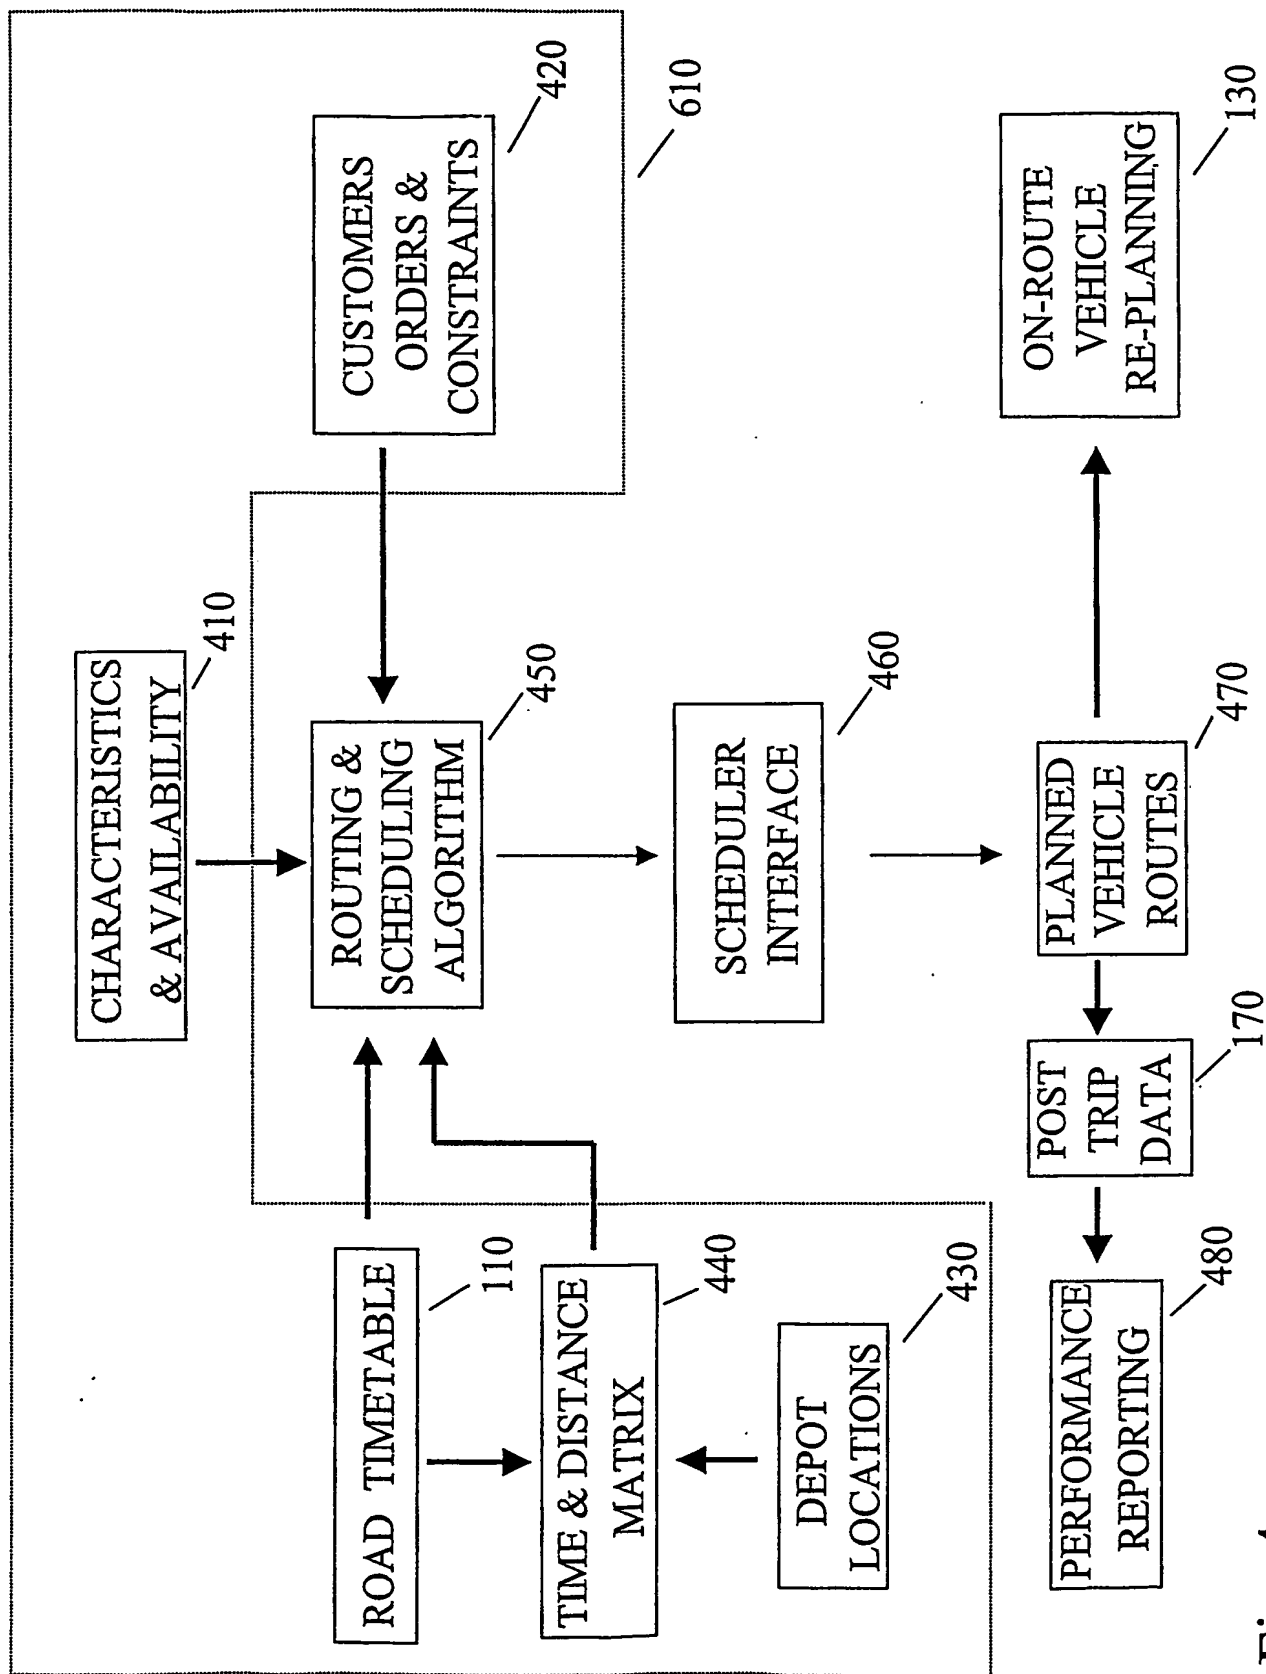 CHARACTERISTICS
& AVAILABILITY
410
ROAD TIMETABLE
110
ROUTING &
SCHEDULING
ALGORITHM
450
CUSTOMERS
ORDERS &
CONSTRAINTS
420
TIME & DISTANCE
MATRIX
440
610
DEPOT
LOCATIONS
430
SCHEDULER
INTERFACE
460
PERFORMANCE
REPORTING
480
POST
TRIP
DATA
170
PLANNED
VEHICLE
ROUTES
470
ON-ROUTE
VEHICLE
RE-PLANNING
130